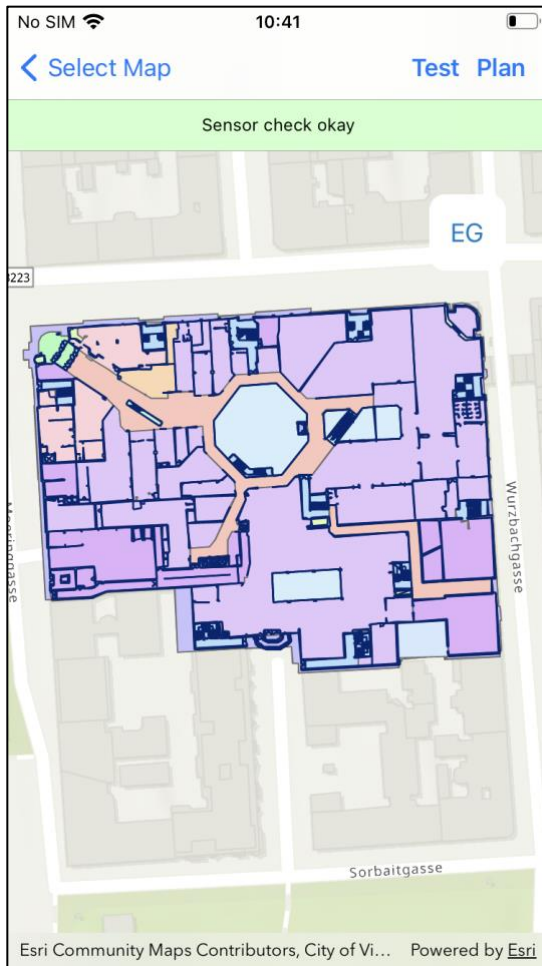 No SIM 10:41
Select Map Test Plan
Sensor check okay
EG
3223
Wurzbachgasse
Sorbaitgasse
Esri Community Maps Contributors, City of Vi... Powered by Esri